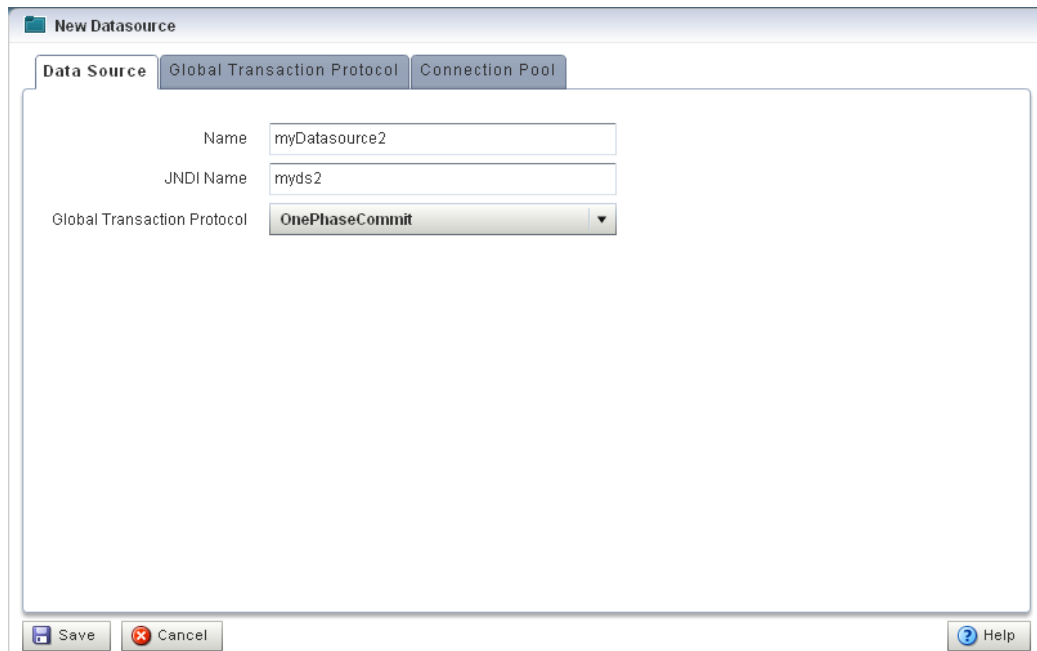 New Datasource
Data Source Global Transaction Protocol Connection Pool
Name myDatasource2
JNDI Name myds2
Global Transaction Protocol OnePhaseCommit
Save Cancel Help